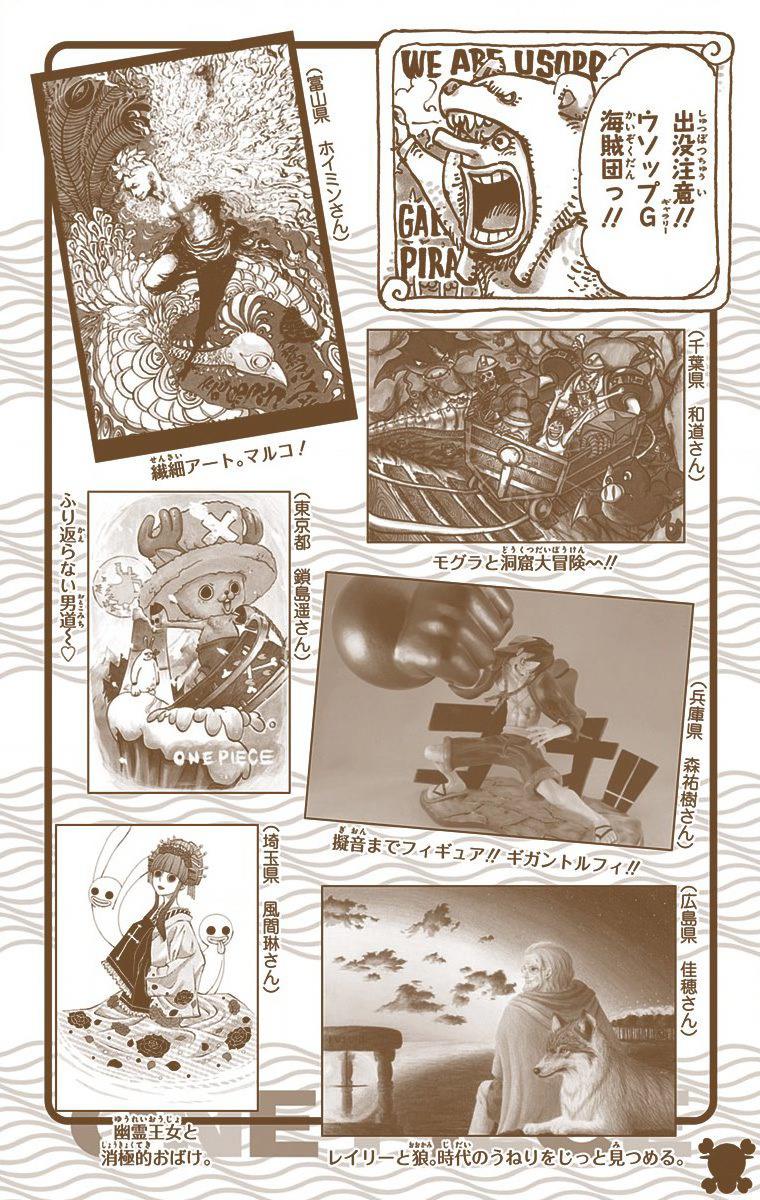 WE ARE USOPP
GAL
PIRA
出没注意!!
ウソップG
海賊団っ!!
(富山県 ホイミンさん)
繊細アート。マルコ!
(千葉県 和道さん)
モグラと洞窟大冒険〜!!
(東京都 鎖島遥さん)
ふり返らない男道〜♡
ONE PIECE
(兵庫県 森祐樹さん)
ドン!!
擬音までフィギュア!! ギガントルフィ!!
(埼玉県 風間琳さん)
幽霊王女と
消極的おばけ。
(広島県 佳穂さん)
レイリーと狼。時代のうねりをじっと見つめる。